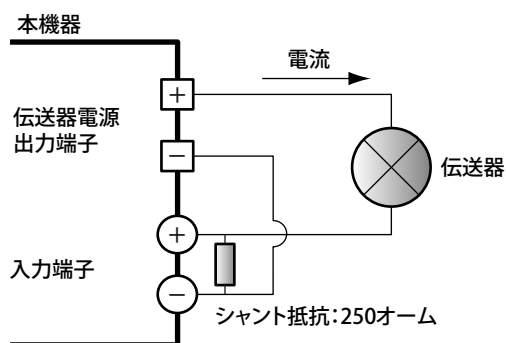 本機器
電流
+
伝送器電源
出力端子
−
伝送器
+
入力端子
−
シャント抵抗：250オーム